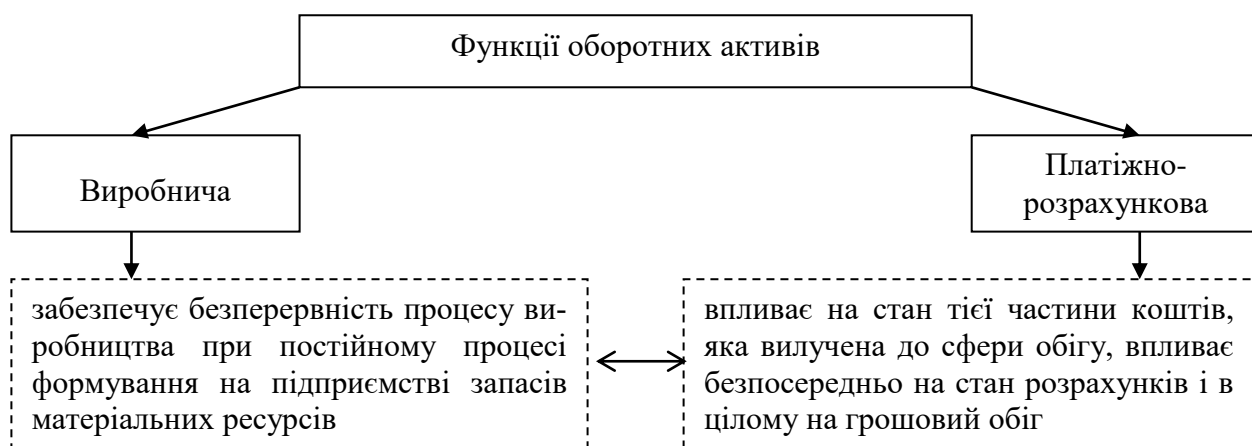 Функції оборотних активів
Виробнича
Платіжно-
розрахункова
забезпечує безперервність процесу ви-
робництва при постійному процесі
формування на підприємстві запасів
матеріальних ресурсів
впливає на стан тієї частини коштів,
яка вилучена до сфери обігу, впливає
безпосередньо на стан розрахунків і в
цілому на грошовий обіг